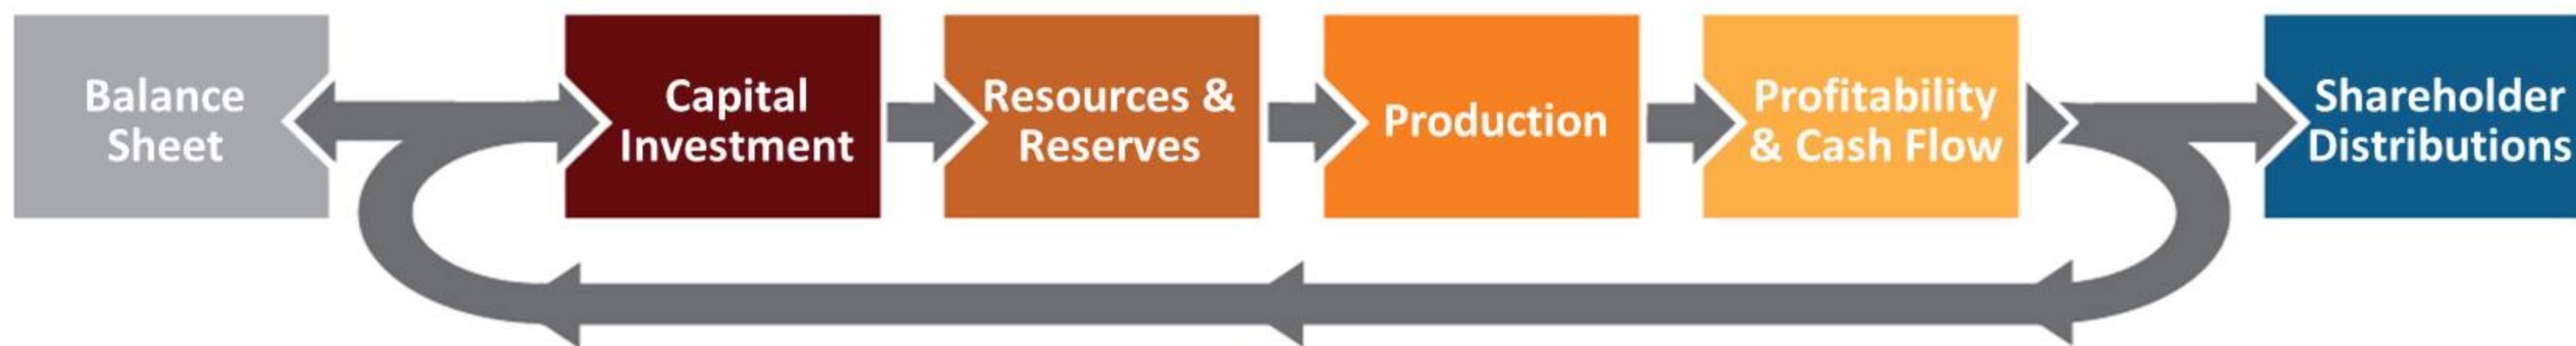 Balance
Sheet
Capital
Investment
Resources &
Reserves
Production
Profitability
& Cash Flow
Shareholder
Distributions